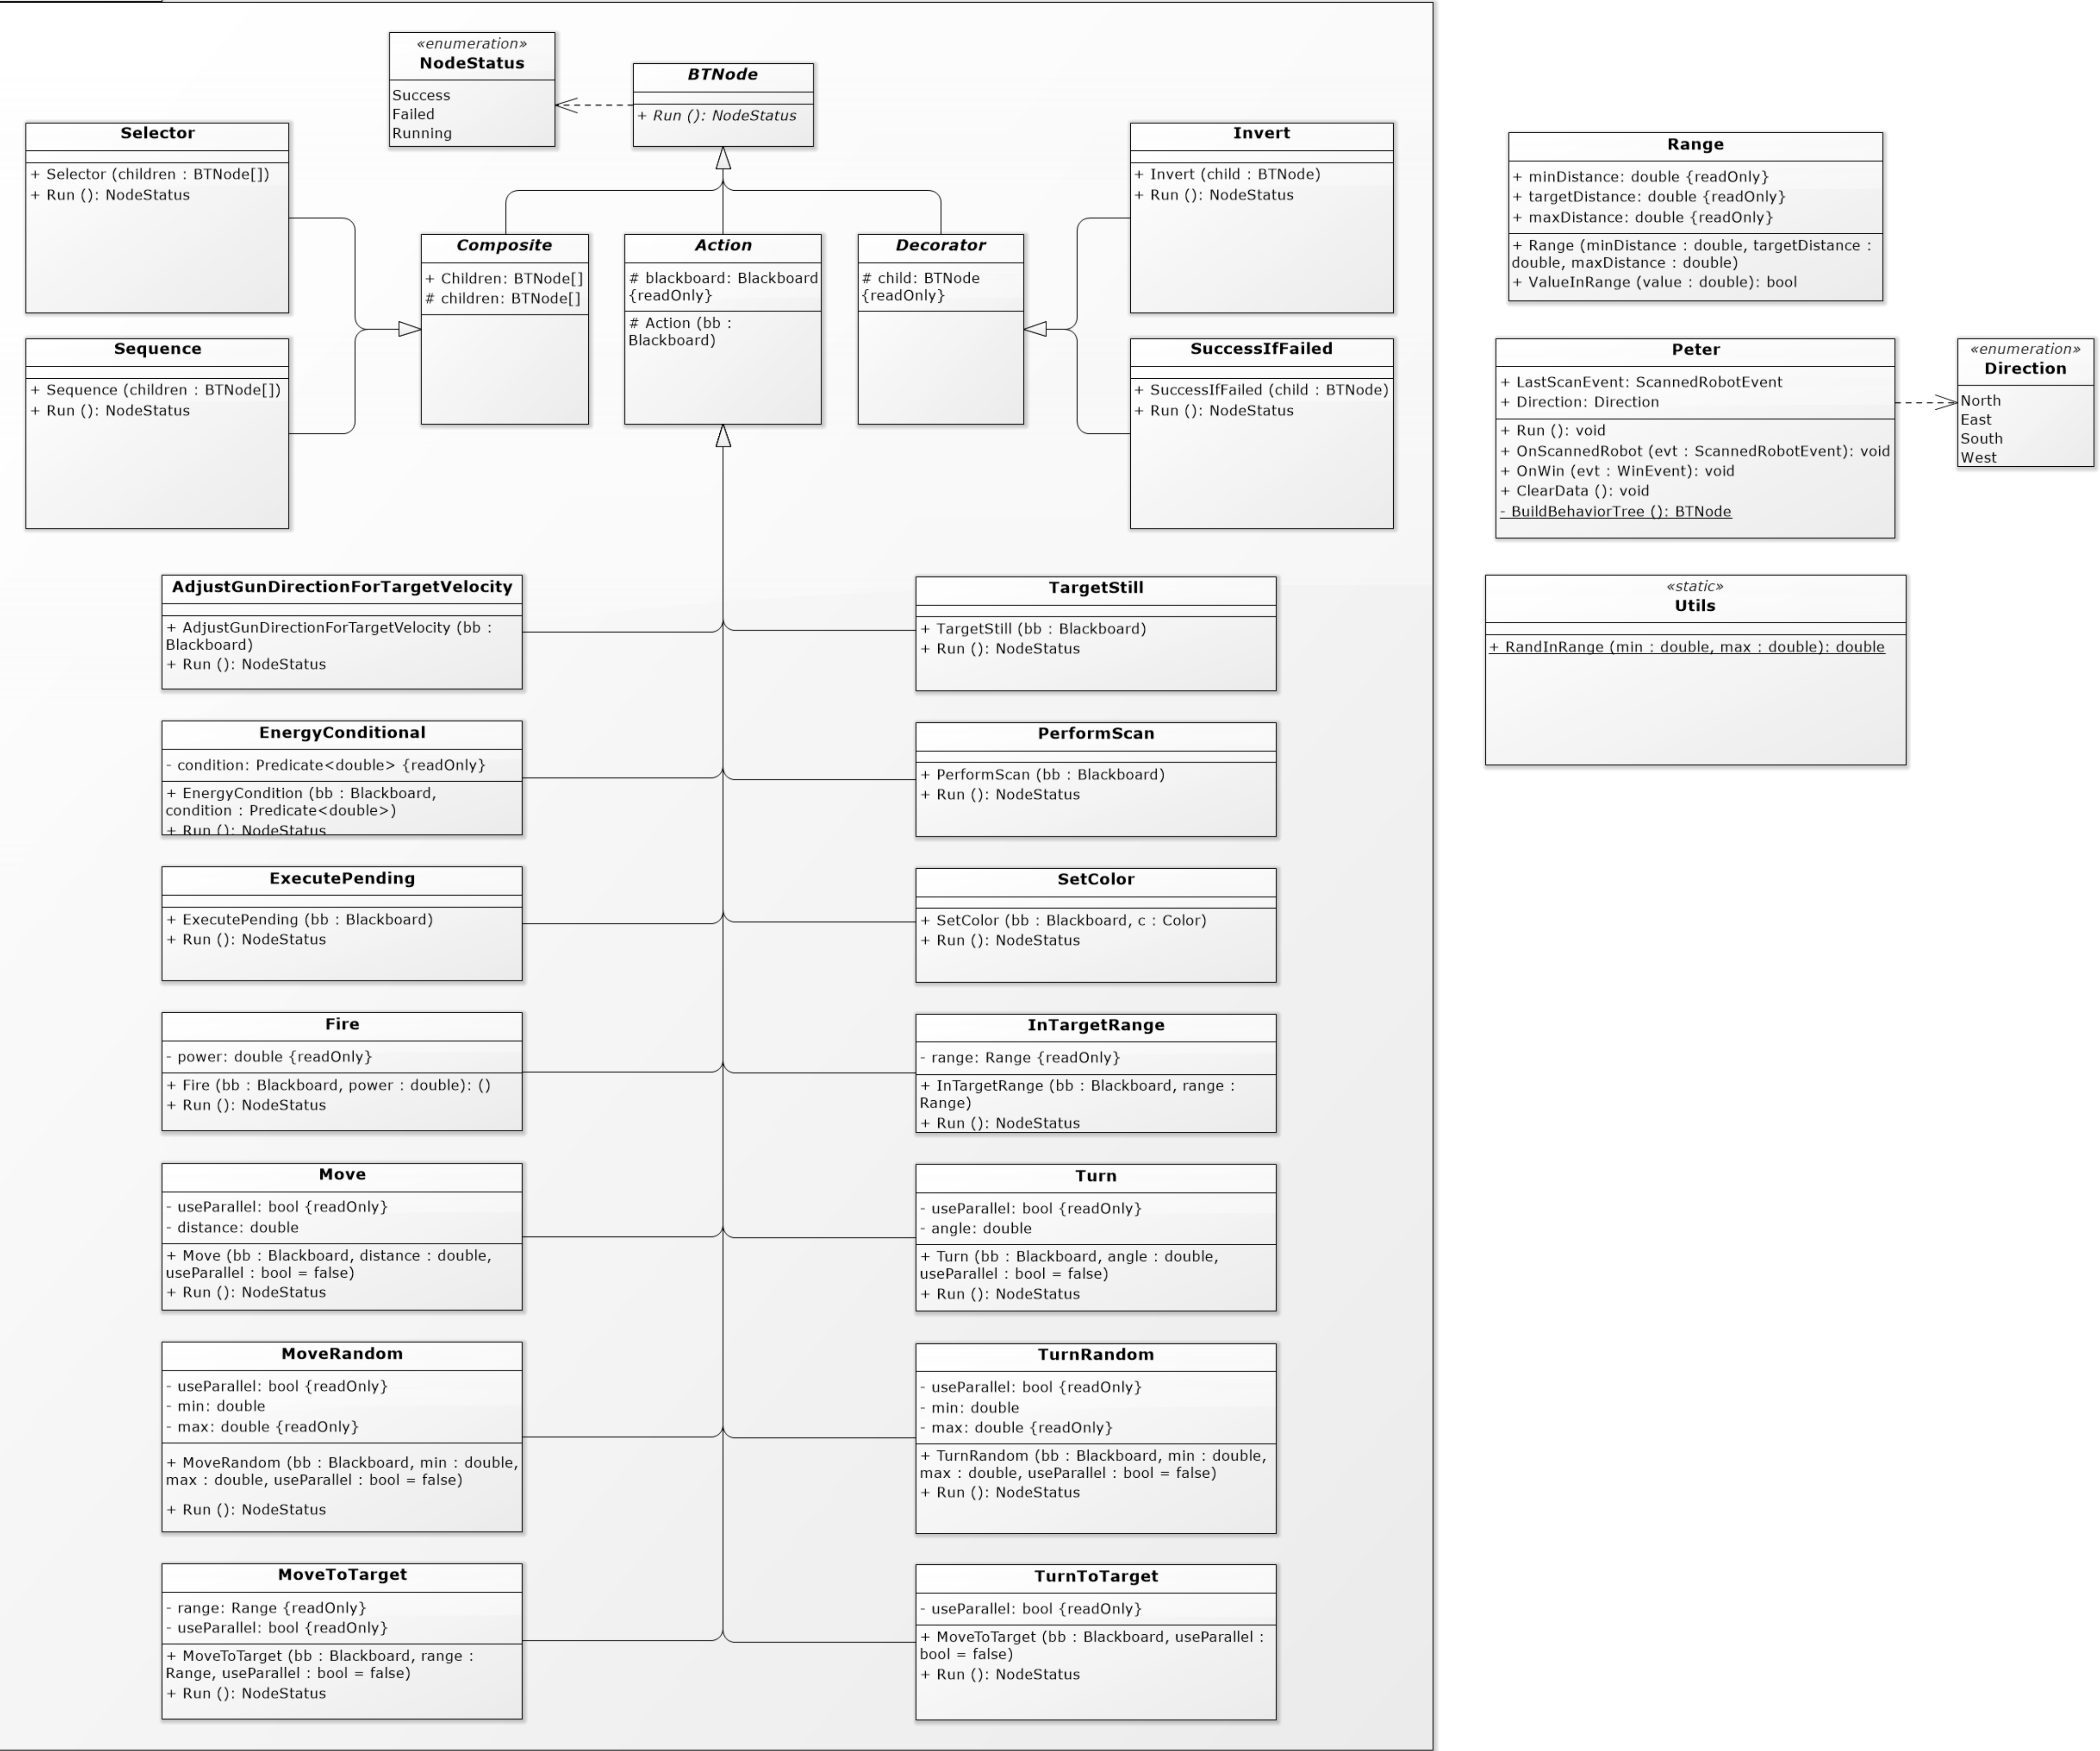 «enumeration»
NodeStatus
Success
Failed
Running
BTNode
+ Run (): NodeStatus
Selector
+ Selector (children : BTNode[])
+ Run (): NodeStatus
Sequence
+ Sequence (children : BTNode[])
+ Run (): NodeStatus
Composite
+ Children: BTNode[]
# children: BTNode[]
Action
# blackboard: Blackboard
{readOnly}
# Action (bb :
Blackboard)
Decorator
# child: BTNode
{readOnly}
Invert
+ Invert (child : BTNode)
+ Run (): NodeStatus
SuccessIfFailed
+ SuccessIfFailed (child : BTNode)
+ Run (): NodeStatus
AdjustGunDirectionForTargetVelocity
+ AdjustGunDirectionForTargetVelocity (bb :
Blackboard)
+ Run (): NodeStatus
TargetStill
+ TargetStill (bb : Blackboard)
+ Run (): NodeStatus
EnergyConditional
- condition: Predicate<double> {readOnly}
+ EnergyCondition (bb : Blackboard,
condition : Predicate<double>)
+ Run (): NodeStatus
PerformScan
+ PerformScan (bb : Blackboard)
+ Run (): NodeStatus
ExecutePending
+ ExecutePending (bb : Blackboard)
+ Run (): NodeStatus
SetColor
+ SetColor (bb : Blackboard, c : Color)
+ Run (): NodeStatus
Fire
- power: double {readOnly}
+ Fire (bb : Blackboard, power : double): ()
+ Run (): NodeStatus
InTargetRange
- range: Range {readOnly}
+ InTargetRange (bb : Blackboard, range :
Range)
+ Run (): NodeStatus
Move
- useParallel: bool {readOnly}
- distance: double
+ Move (bb : Blackboard, distance : double,
useParallel : bool = false)
+ Run (): NodeStatus
Turn
- useParallel: bool {readOnly}
- angle: double
+ Turn (bb : Blackboard, angle : double,
useParallel : bool = false)
+ Run (): NodeStatus
MoveRandom
- useParallel: bool {readOnly}
- min: double
- max: double {readOnly}
+ MoveRandom (bb : Blackboard, min : double,
max : double, useParallel : bool = false)
+ Run (): NodeStatus
TurnRandom
- useParallel: bool {readOnly}
- min: double
- max: double {readOnly}
+ TurnRandom (bb : Blackboard, min : double,
max : double, useParallel : bool = false)
+ Run (): NodeStatus
MoveToTarget
- range: Range {readOnly}
- useParallel: bool {readOnly}
+ MoveToTarget (bb : Blackboard, range :
Range, useParallel : bool = false)
+ Run (): NodeStatus
TurnToTarget
- useParallel: bool {readOnly}
+ MoveToTarget (bb : Blackboard, useParallel :
bool = false)
+ Run (): NodeStatus
Range
+ minDistance: double {readOnly}
+ targetDistance: double {readOnly}
+ maxDistance: double {readOnly}
+ Range (minDistance : double, targetDistance :
double, maxDistance : double)
+ ValueInRange (value : double): bool
Peter
+ LastScanEvent: ScannedRobotEvent
+ Direction: Direction
+ Run (): void
+ OnScannedRobot (evt : ScannedRobotEvent): void
+ OnWin (evt : WinEvent): void
+ ClearData (): void
- BuildBehaviorTree (): BTNode
«enumeration»
Direction
North
East
South
West
«static»
Utils
+ RandInRange (min : double, max : double): double